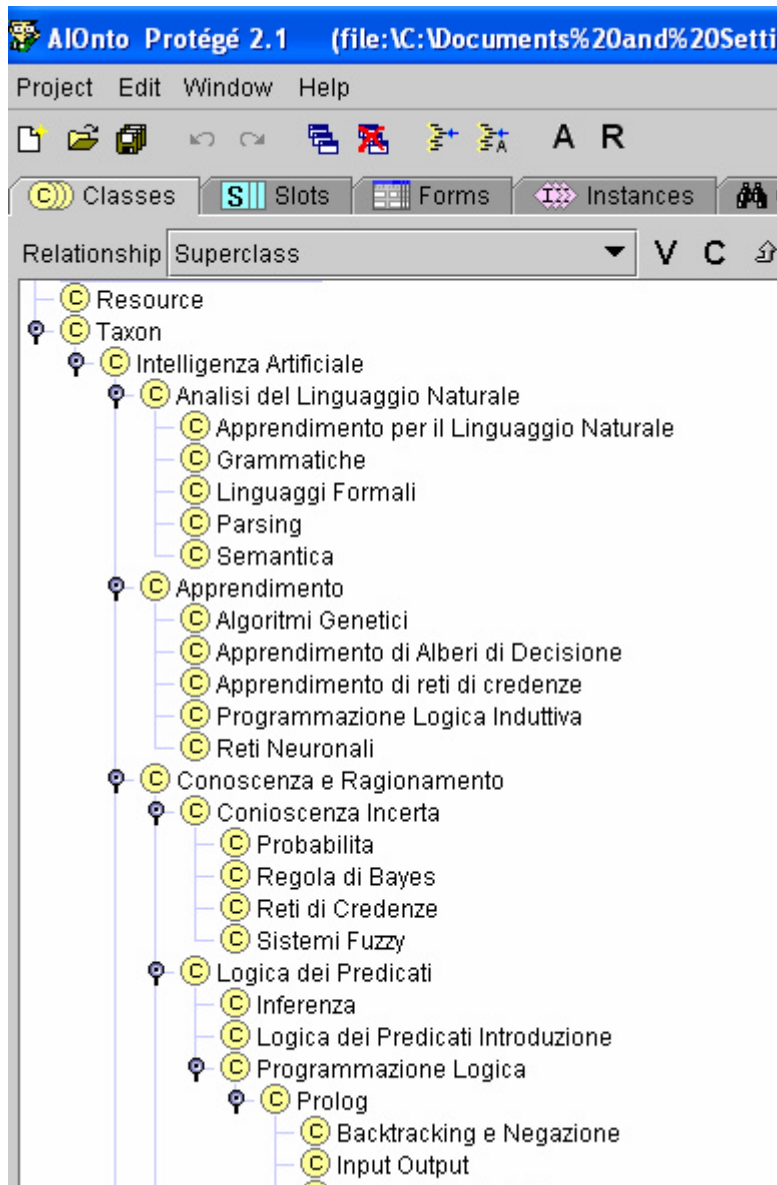 AIOnto Protégé 2.1 (file:\C:\Documents%20and%20Setti
Project Edit Window Help
A R
C Classes S Slots Forms I Instances
Relationship Superclass V C
C Resource
C Taxon
C Intelligenza Artificiale
C Analisi del Linguaggio Naturale
C Apprendimento per il Linguaggio Naturale
C Grammatiche
C Linguaggi Formali
C Parsing
C Semantica
C Apprendimento
C Algoritmi Genetici
C Apprendimento di Alberi di Decisione
C Apprendimento di reti di credenze
C Programmazione Logica Induttiva
C Reti Neuronali
C Conoscenza e Ragionamento
C Conioscenza Incerta
C Probabilita
C Regola di Bayes
C Reti di Credenze
C Sistemi Fuzzy
C Logica dei Predicati
C Inferenza
C Logica dei Predicati Introduzione
C Programmazione Logica
C Prolog
C Backtracking e Negazione
C Input Output